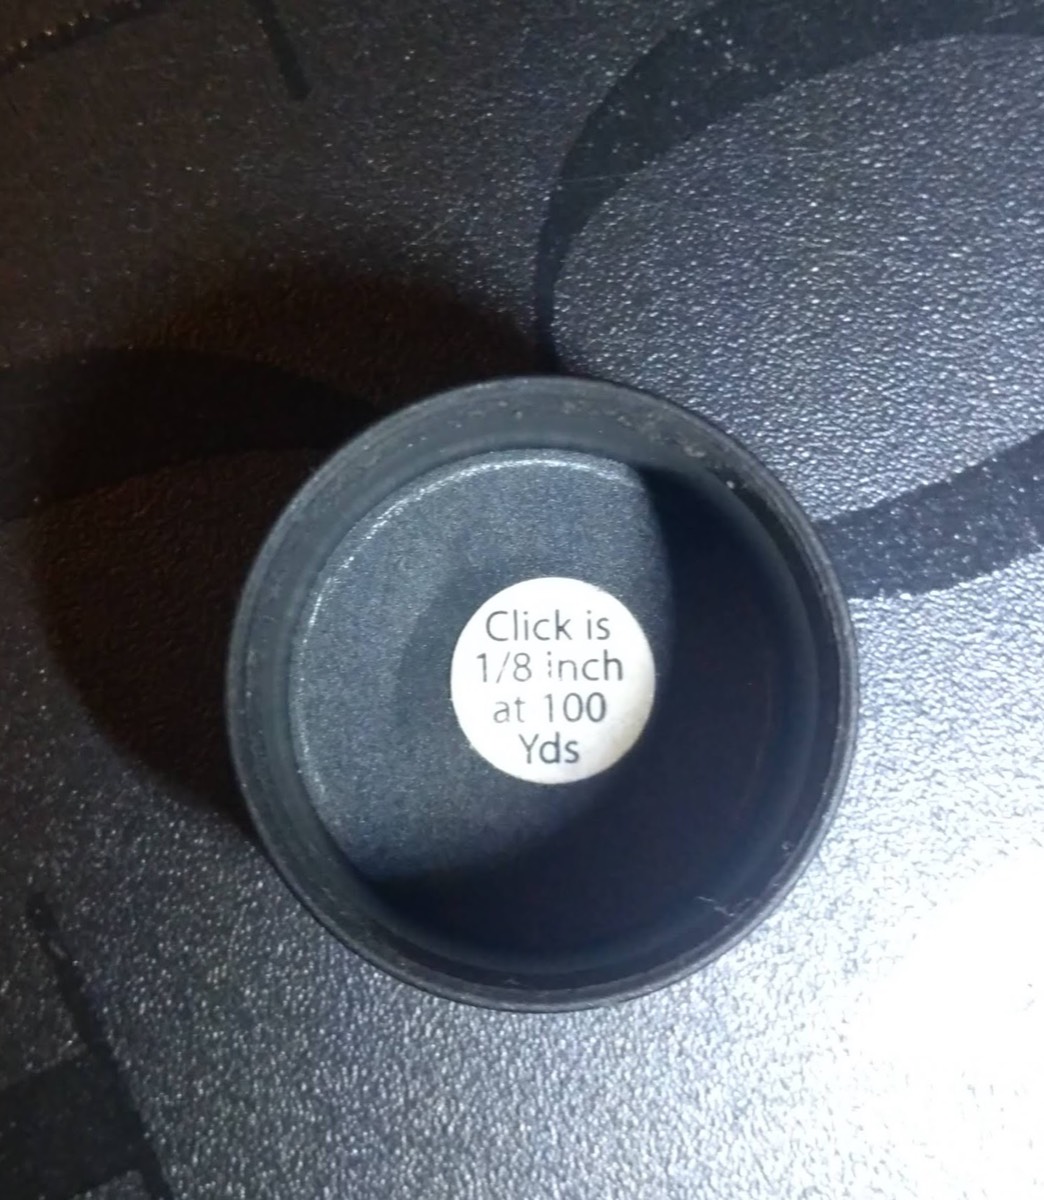 Click is
1/8 inch
at 100
Yds